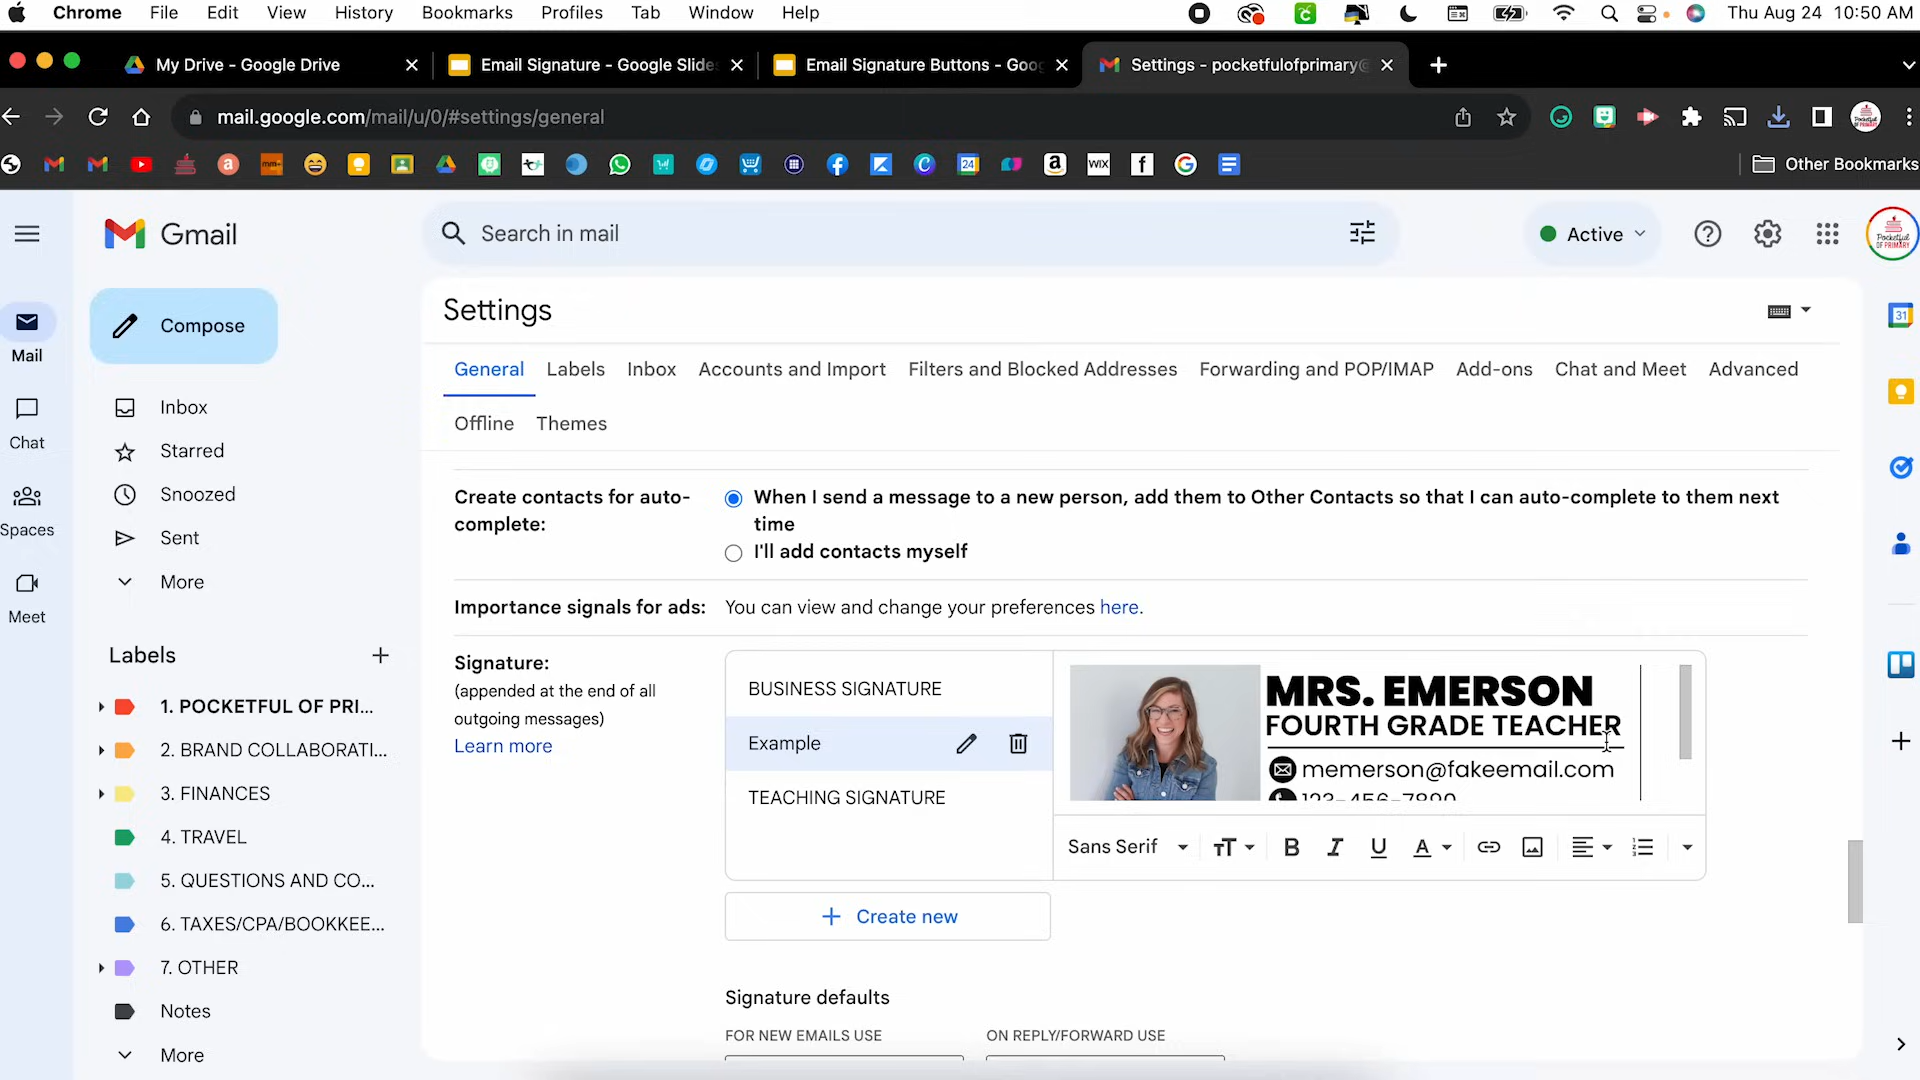 Chrome File Edit View History Bookmarks Profiles Tab Window Help Thu Aug 24 10:50 AM
My Drive - Google Drive Email Signature - Google Slide Email Signature Buttons - Goo Settings - pocketfulofprimary@
mail.google.com/mail/u/0/#settings/general
Other Bookmarks
Gmail Search in mail Active
Compose
Mail
Chat
Spaces
Meet
Inbox
Starred
Snoozed
Sent
More
Labels
1. POCKETFUL OF PRI...
2. BRAND COLLABORATI...
3. FINANCES
4. TRAVEL
5. QUESTIONS AND CO...
6. TAXES/CPA/BOOKKEE...
7. OTHER
Notes
More
Settings
General Labels Inbox Accounts and Import Filters and Blocked Addresses Forwarding and POP/IMAP Add-ons Chat and Meet Advanced
Offline Themes
Create contacts for auto-
complete:
When I send a message to a new person, add them to Other Contacts so that I can auto-complete to them next
time
I'll add contacts myself
Importance signals for ads: You can view and change your preferences here.
Signature:
(appended at the end of all
outgoing messages)
Learn more
BUSINESS SIGNATURE
Example
TEACHING SIGNATURE
MRS. EMERSON
FOURTH GRADE TEACHER
memerson@fakeemail.com
123-456-7890
Sans Serif
Create new
Signature defaults
FOR NEW EMAILS USE ON REPLY/FORWARD USE